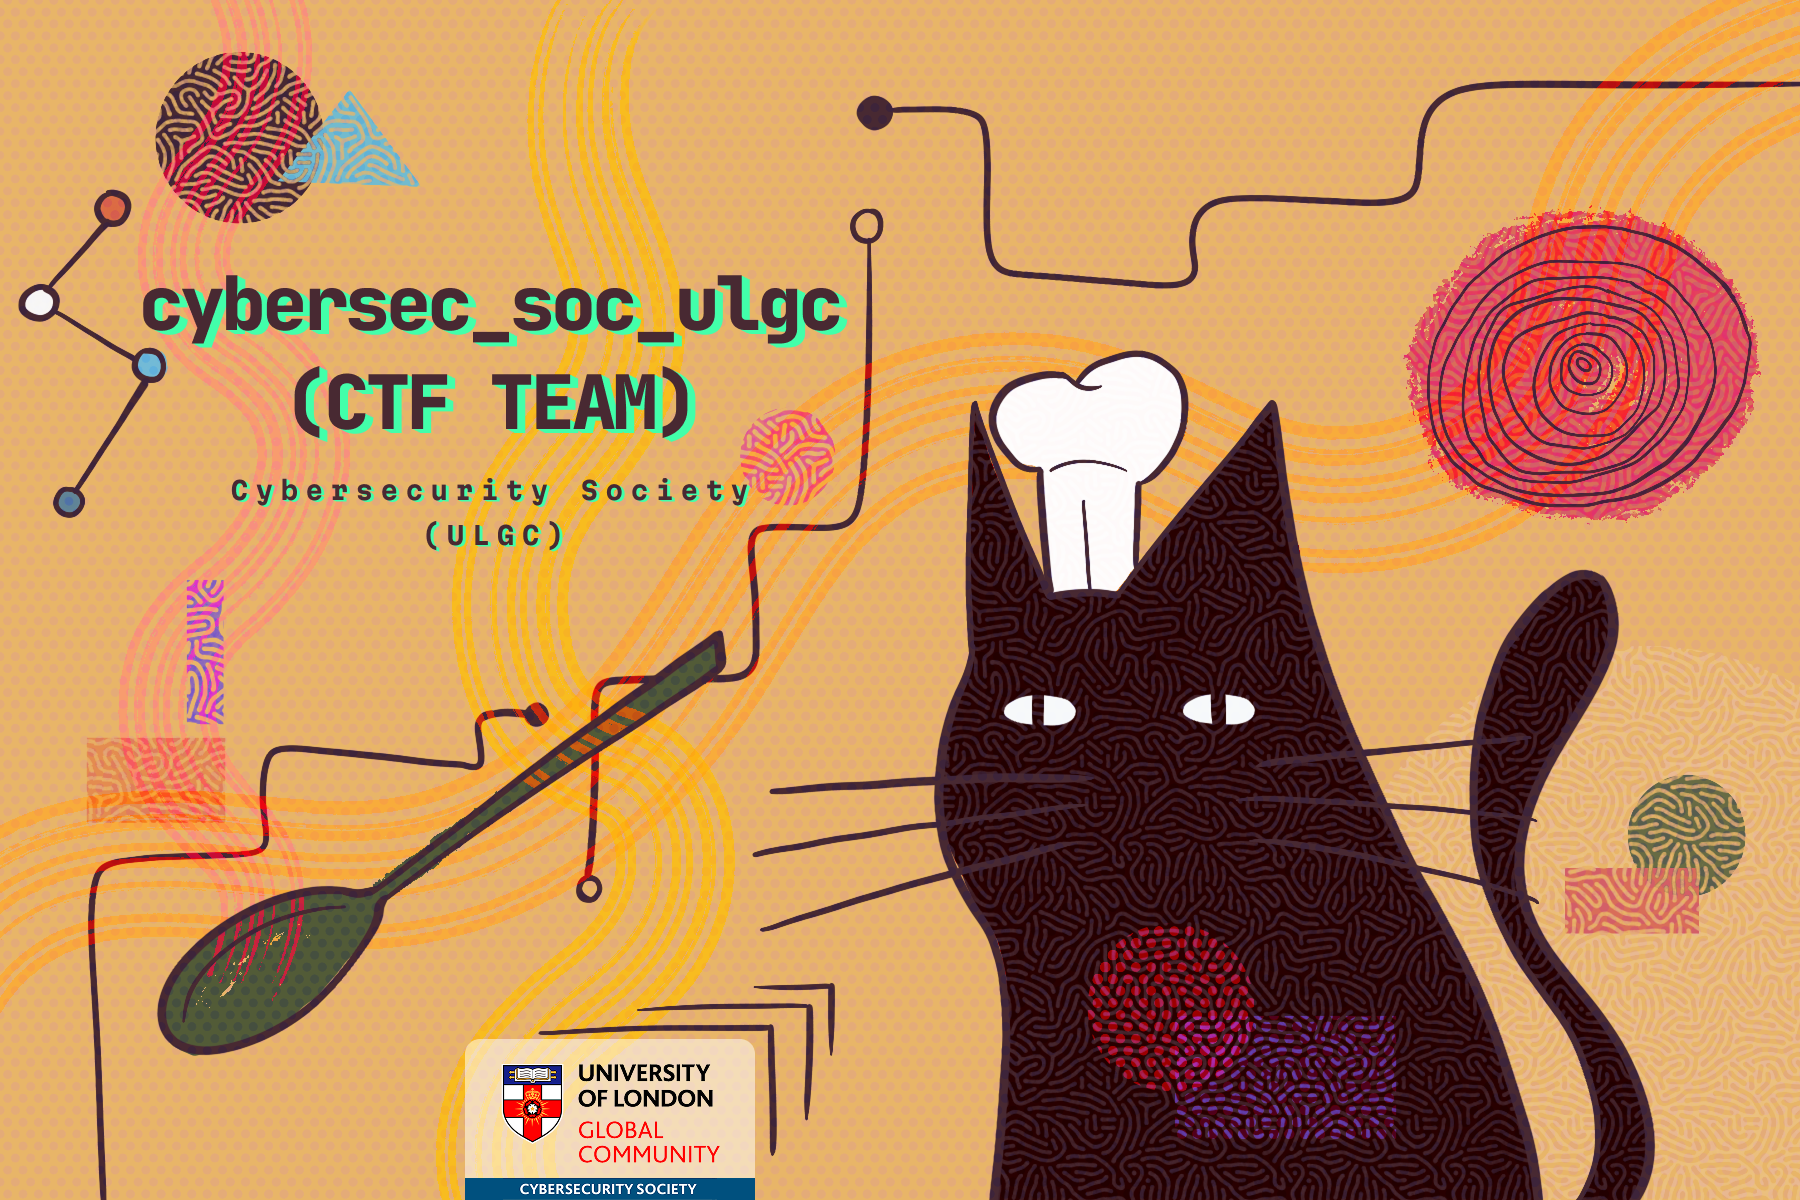 cybersec_soc_ulgc
(CTF TEAM)
Cybersecurity Society
(ULGC)
UNIVERSITY
OF LONDON
GLOBAL
COMMUNITY
CYBERSECURITY SOCIETY